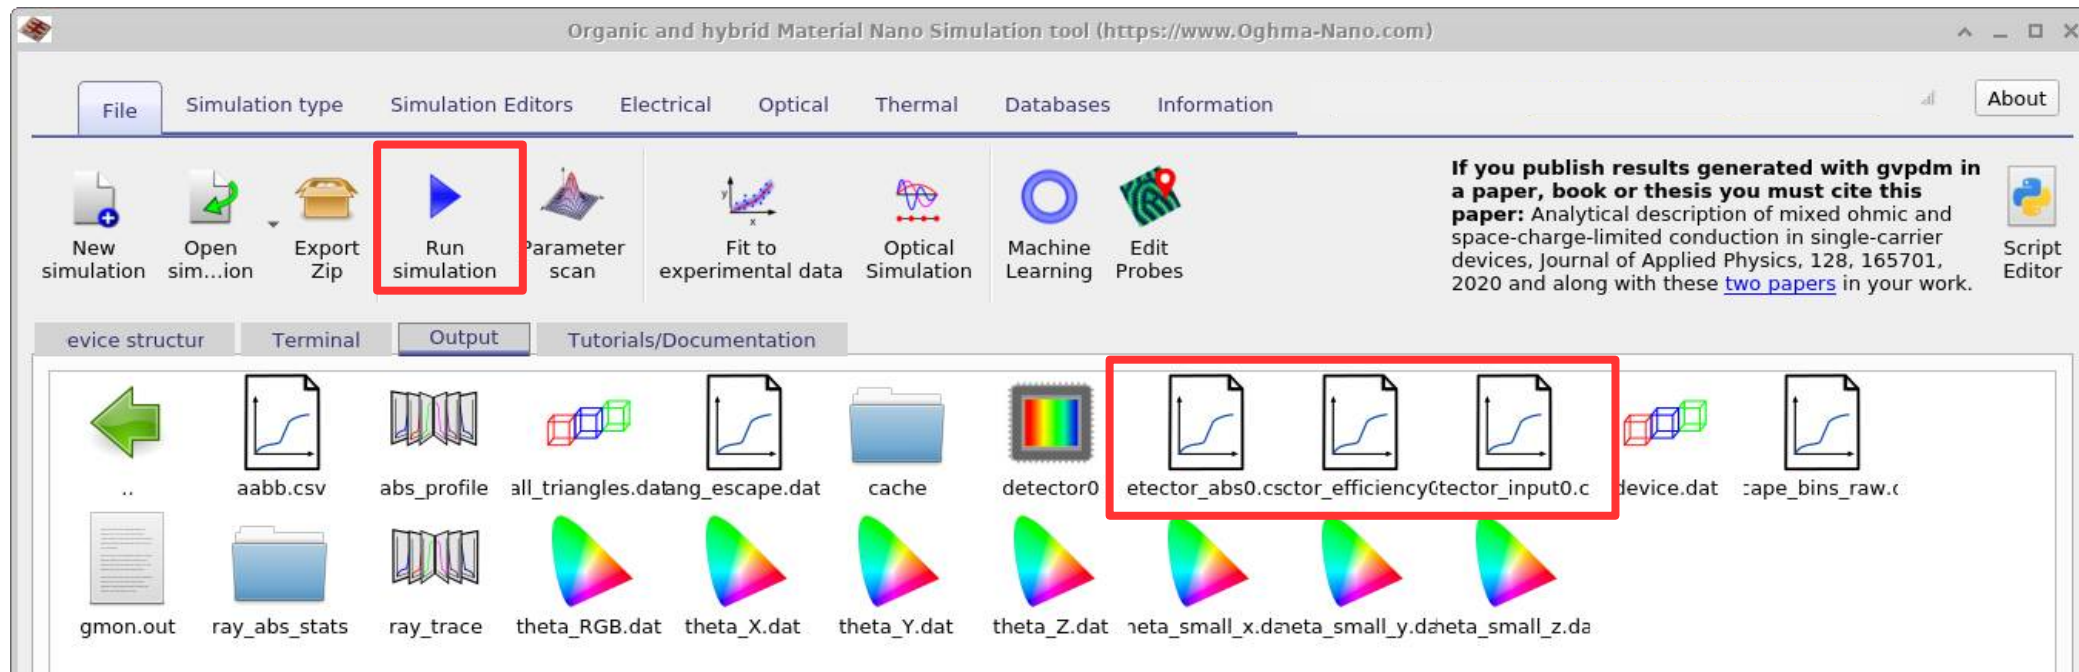 Organic and hybrid Material Nano Simulation tool (https://www.Oghma-Nano.com)
File Simulation type Simulation Editors Electrical Optical Thermal Databases Information About
New simulation
Open sim...ion
Export Zip
Run simulation
Parameter scan
y
x
Fit to experimental data
Optical Simulation
Machine Learning
Edit Probes
If you publish results generated with gvpdm in
a paper, book or thesis you must cite this
paper: Analytical description of mixed ohmic and
space-charge-limited conduction in single-carrier
devices, Journal of Applied Physics, 128, 165701,
2020 and along with these two papers in your work.
Script Editor
evice structur Terminal Output Tutorials/Documentation
.. aabb.csv abs_profile all_triangles.dat ang_escape.dat cache detector0 etector_abs0.cs ctor_efficiency0 tector_input0.c device.dat cape_bins_raw.c
gmon.out ray_abs_stats ray_trace theta_RGB.dat theta_X.dat theta_Y.dat theta_Z.dat heta_small_x.da heta_small_y.da heta_small_z.da